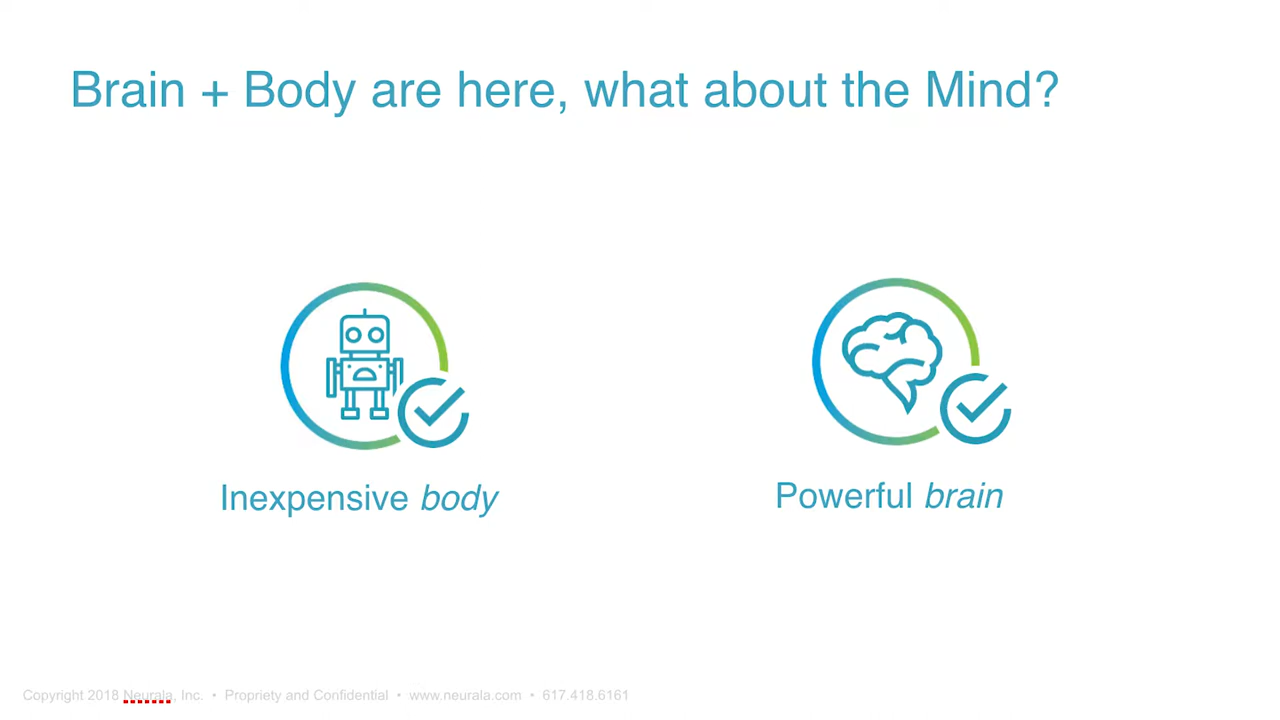 Brain + Body are here, what about the Mind?
Inexpensive body
Powerful brain
Copyright 2018 Neurala, Inc. • Propriety and Confidential • www.neurala.com • 617.418.6161